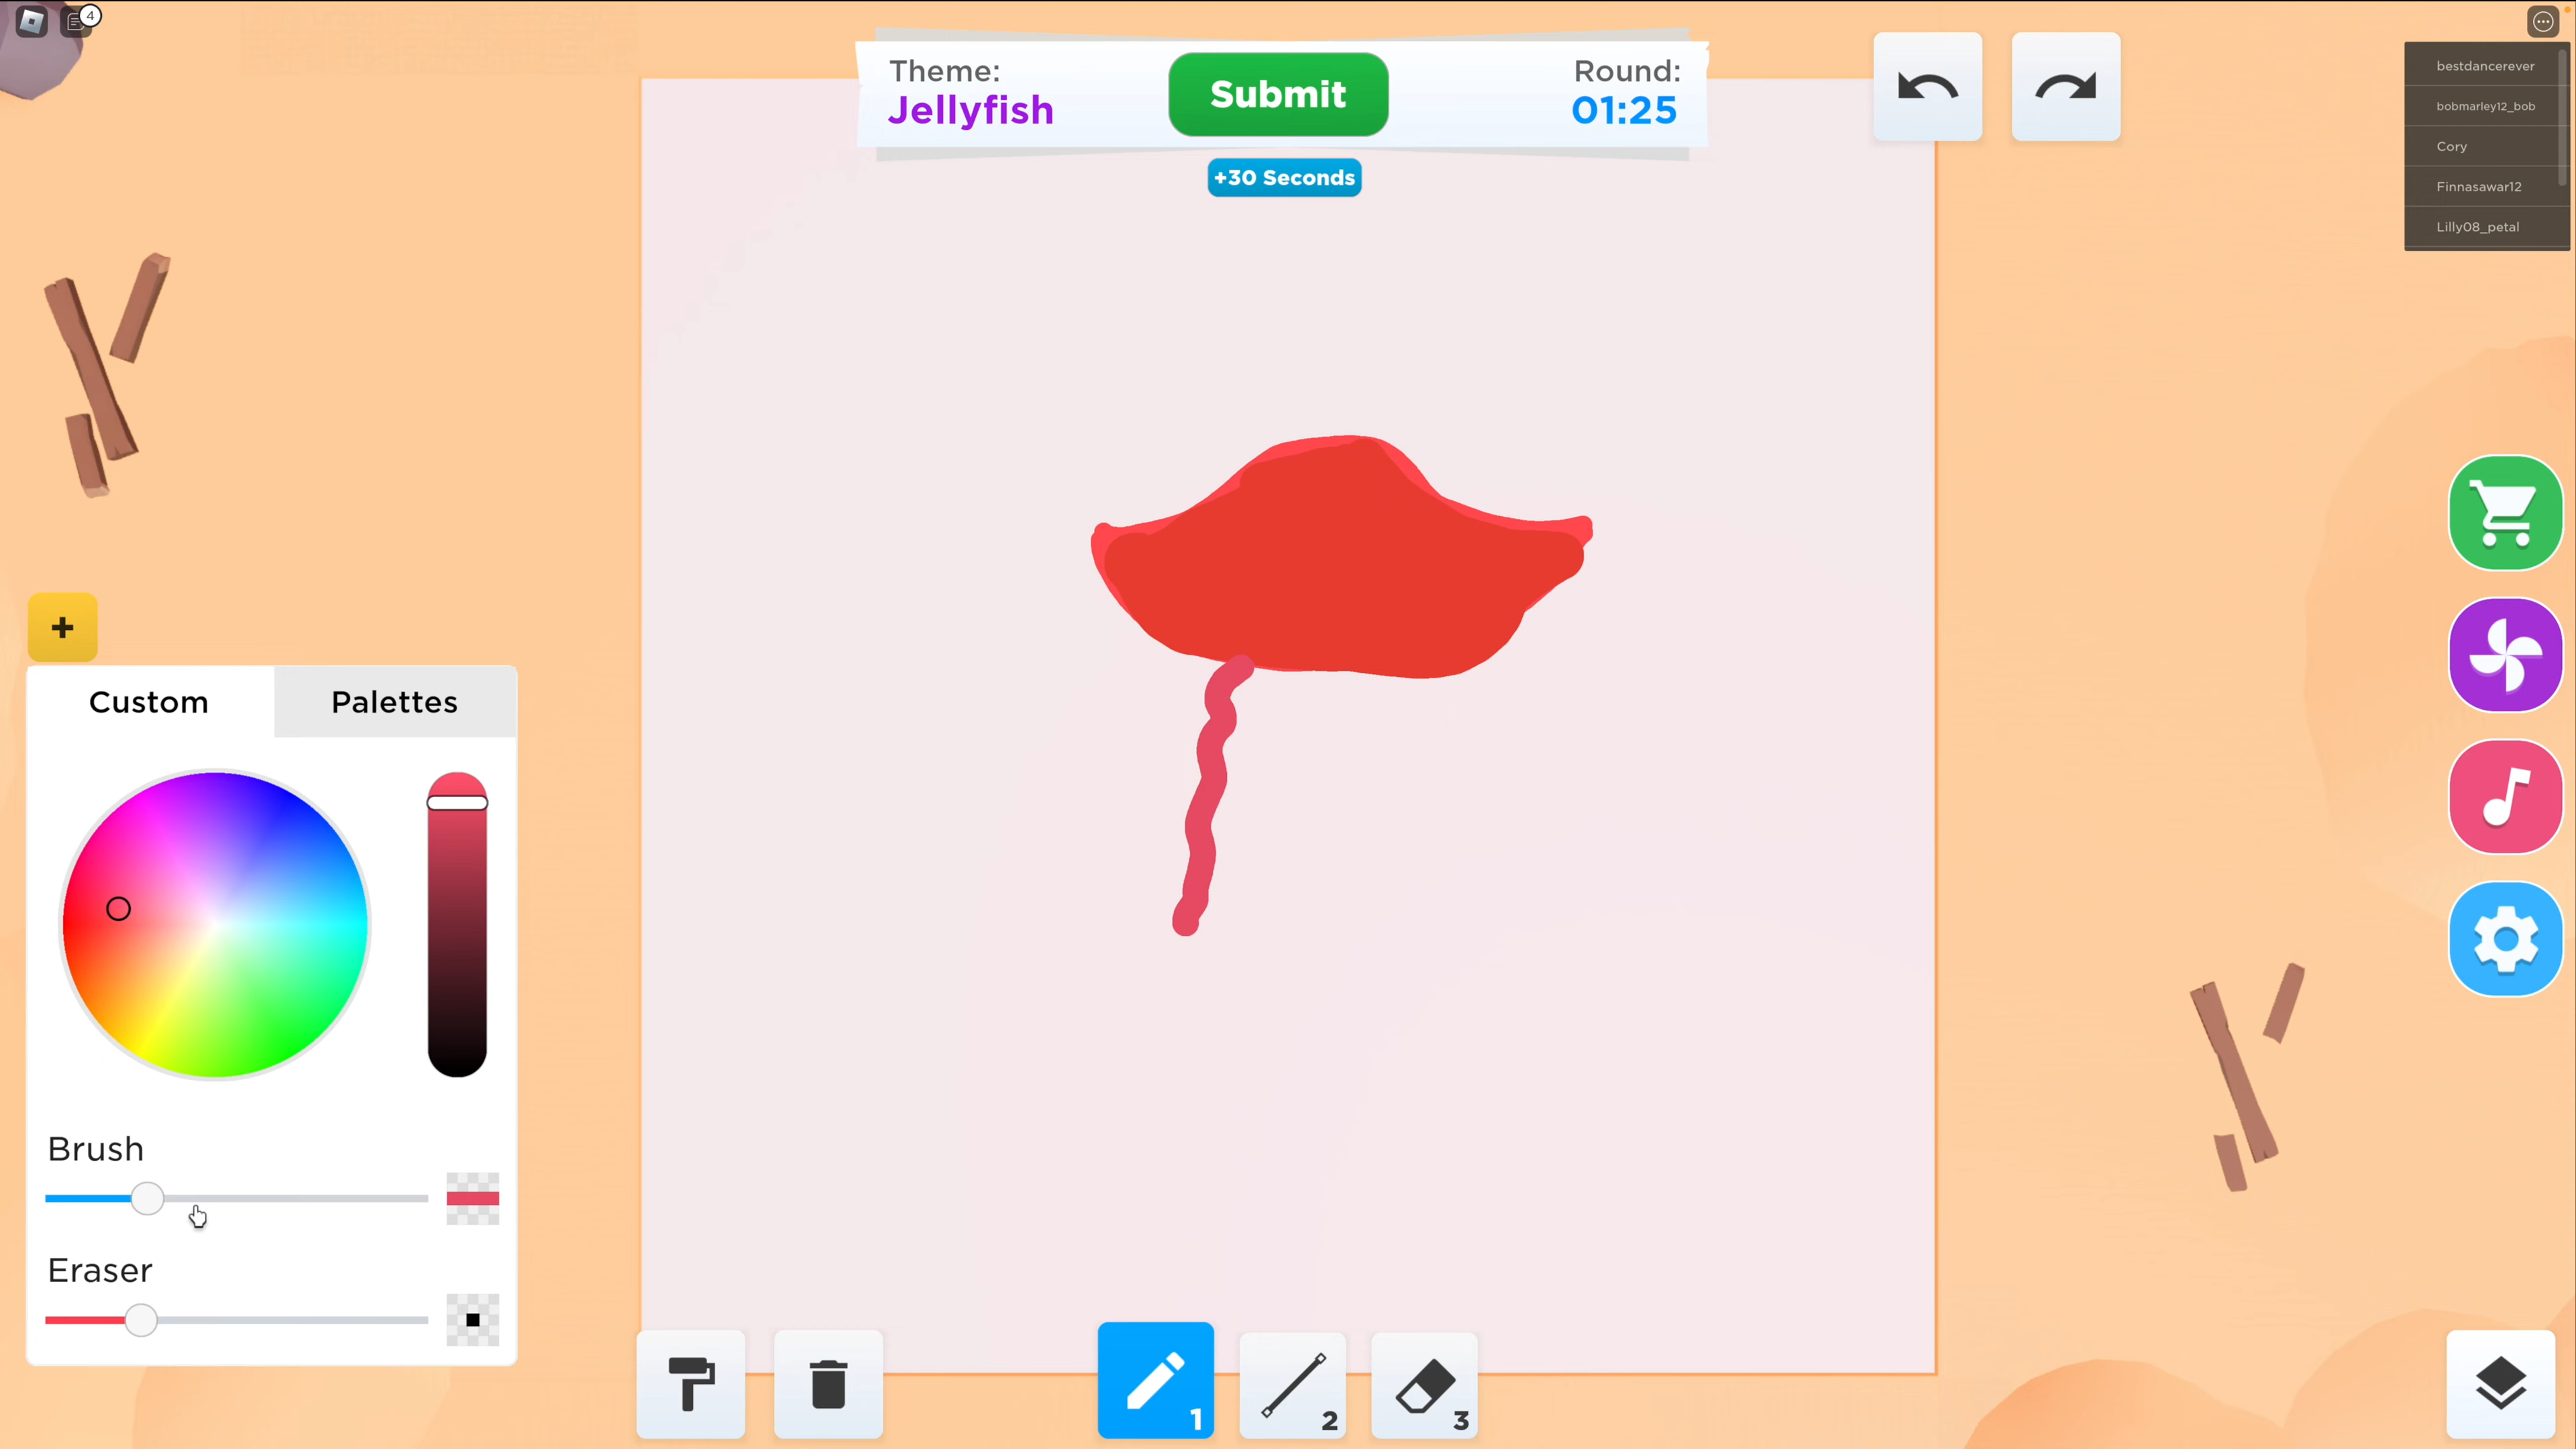 4
Theme:
Jellyfish
Submit
Round:
01:25
+30 Seconds
bestdancerever
bobmarley12_bob
Cory
Finnasawar12
Lilly08_petal
+
Custom
Palettes
Brush
Eraser
1
2
3